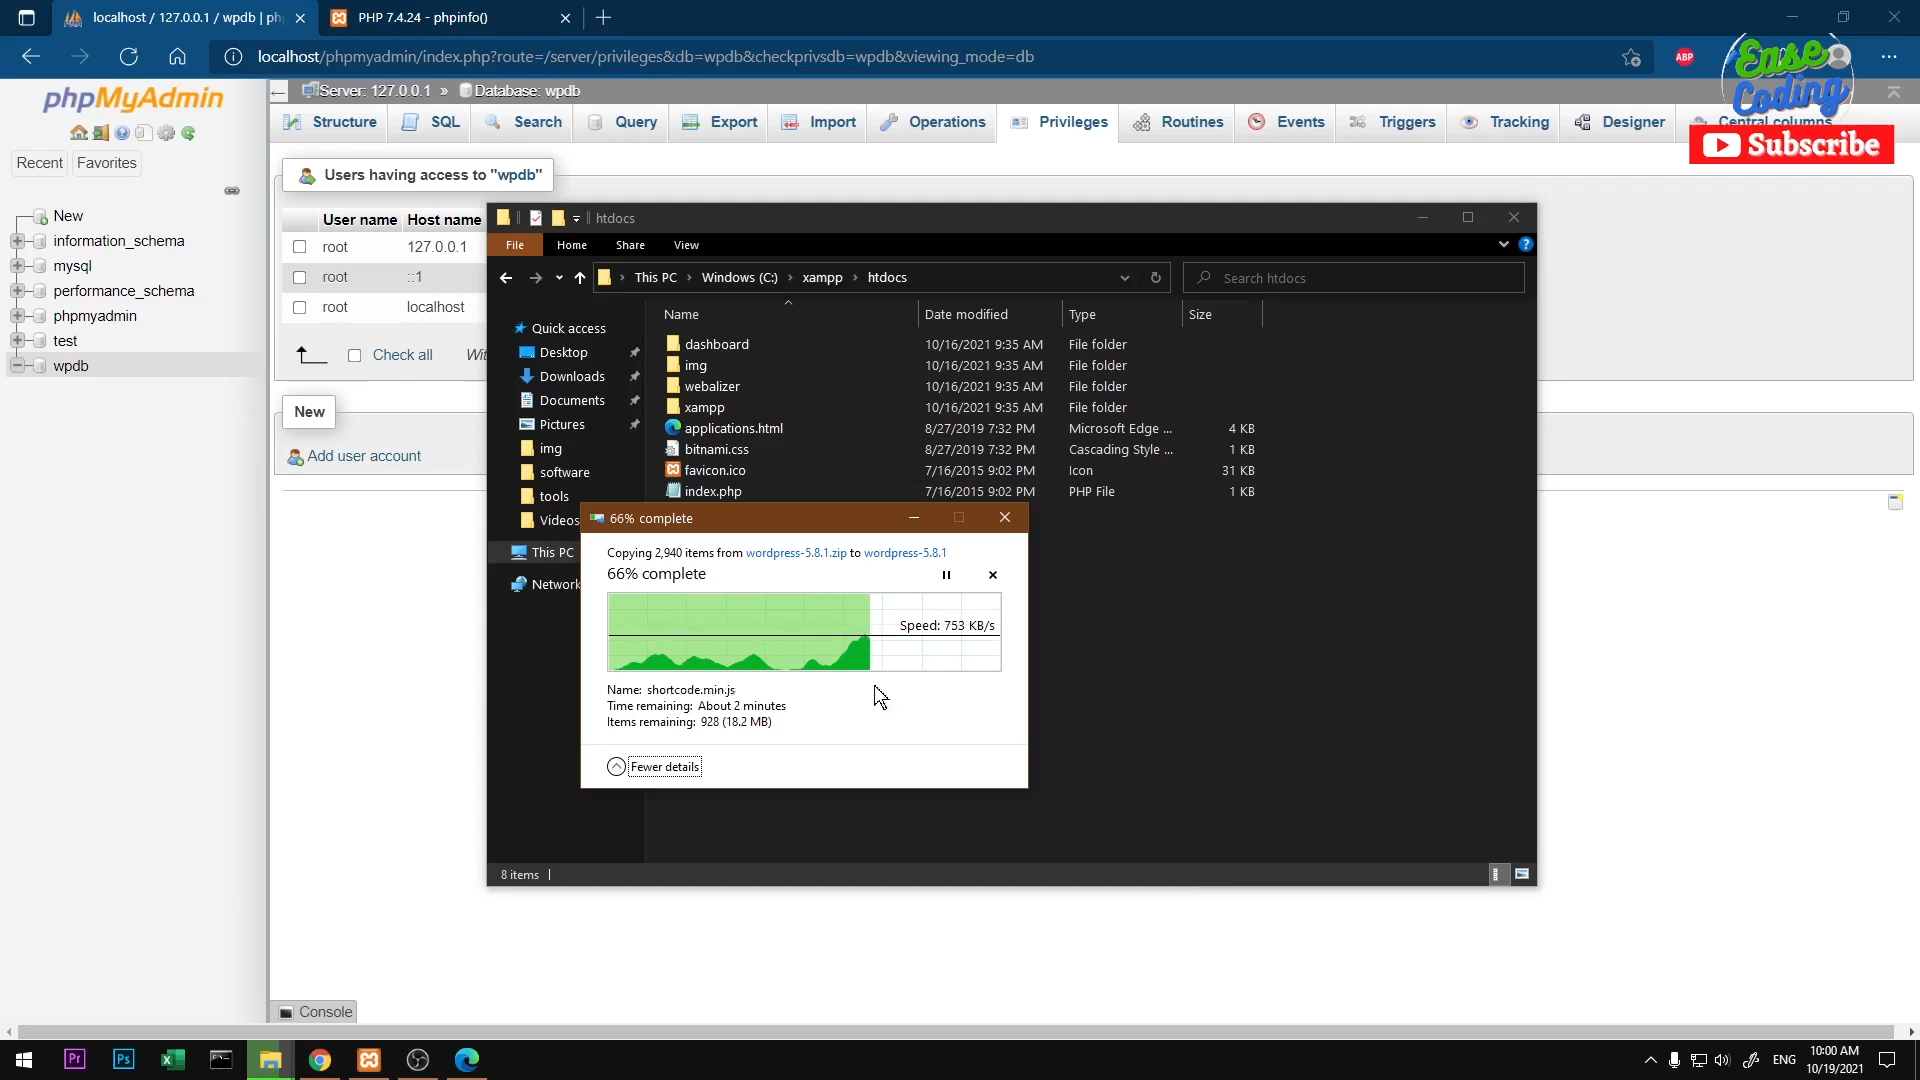 localhost / 127.0.0.1 / wpdb | ph
PHP 7.4.24 - phpinfo()
localhost/phpmyadmin/index.php?route=/server/privileges&db=wpdb&checkprivsdb=wpdb&viewing_mode=db
ABP
Ease
Coding
Subscribe
phpMyAdmin
Recent
Favorites
New
information_schema
mysql
performance_schema
phpmyadmin
test
wpdb
Server: 127.0.0.1 » Database: wpdb
Structure
SQL
Search
Query
Export
Import
Operations
Privileges
Routines
Events
Triggers
Tracking
Designer
Central columns
Users having access to "wpdb"
User name Host name
root 127.0.0.1
root ::1
root localhost
Check all Wit
New
Add user account
Console
htdocs
File
Home
Share
View
This PC › Windows (C:) › xampp › htdocs
Search htdocs
Quick access
Desktop
Downloads
Documents
Pictures
img
software
tools
Videos
This PC
Network
Name Date modified Type Size
dashboard 10/16/2021 9:35 AM File folder
img 10/16/2021 9:35 AM File folder
webalizer 10/16/2021 9:35 AM File folder
xampp 10/16/2021 9:35 AM File folder
applications.html 8/27/2019 7:32 PM Microsoft Edge ... 4 KB
bitnami.css 8/27/2019 7:32 PM Cascading Style ... 1 KB
favicon.ico 7/16/2015 9:02 PM Icon 31 KB
index.php 7/16/2015 9:02 PM PHP File 1 KB
66% complete
Copying 2,940 items from wordpress-5.8.1.zip to wordpress-5.8.1
66% complete
Speed: 753 KB/s
Name: shortcode.min.js
Time remaining: About 2 minutes
Items remaining: 928 (18.2 MB)
Fewer details
8 items
Pr
Ps
ENG
10:00 AM
10/19/2021